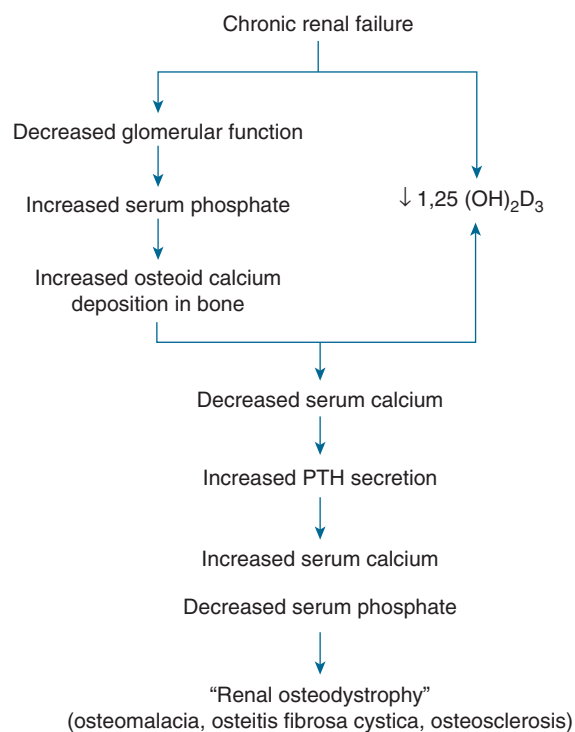 Chronic renal failure
Decreased glomerular function
Increased serum phosphate
↓ 1,25 (OH)₂D₃
Increased osteoid calcium
deposition in bone
Decreased serum calcium
Increased PTH secretion
Increased serum calcium
Decreased serum phosphate
“Renal osteodystrophy”
(osteomalacia, osteitis fibrosa cystica, osteosclerosis)